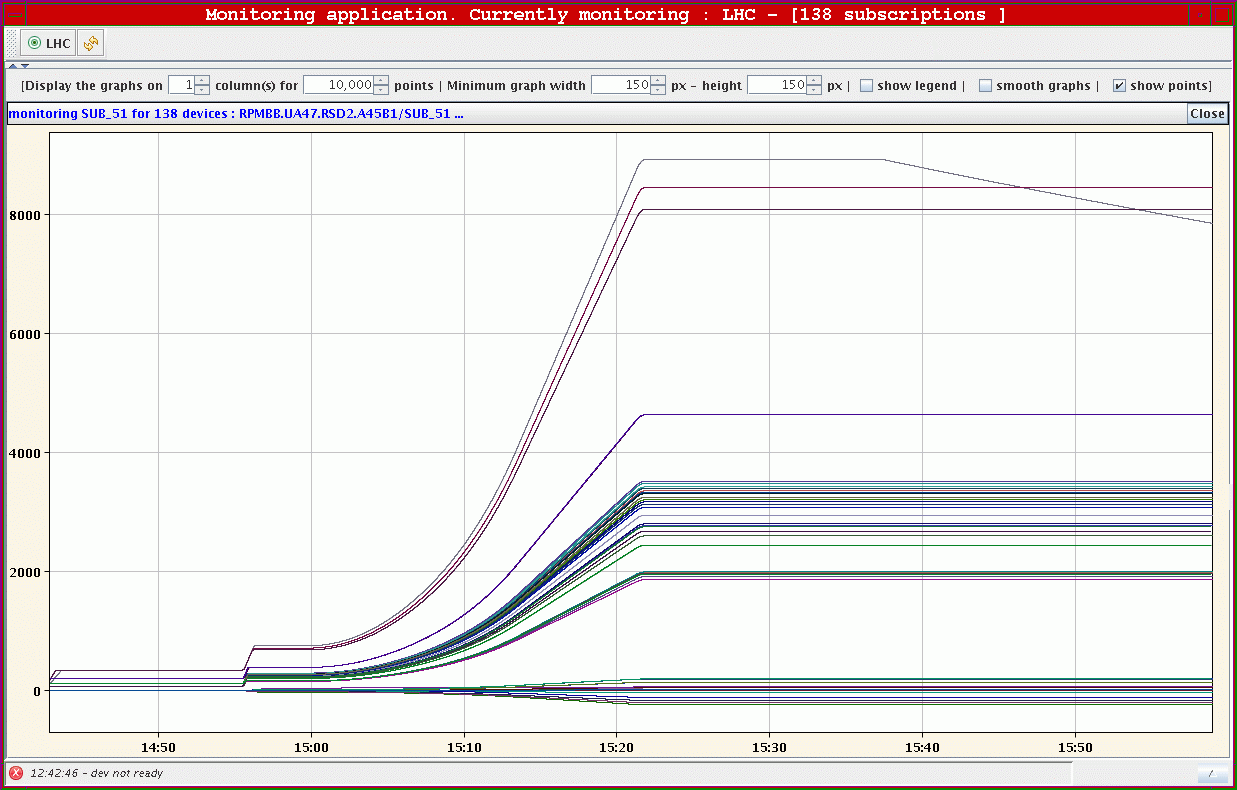 Monitoring application. Currently monitoring : LHC - [138 subscriptions ]
LHC
[Display the graphs on 1 column(s) for 10,000 points | Minimum graph width 150 px - height 150 px | show legend | smooth graphs | show points]
monitoring SUB_51 for 138 devices : RPMBB.UA47.RSD2.A45B1/SUB_51 ... Close
8000
6000
4000
2000
0
14:50 15:00 15:10 15:20 15:30 15:40 15:50
12:42:46 - dev not ready